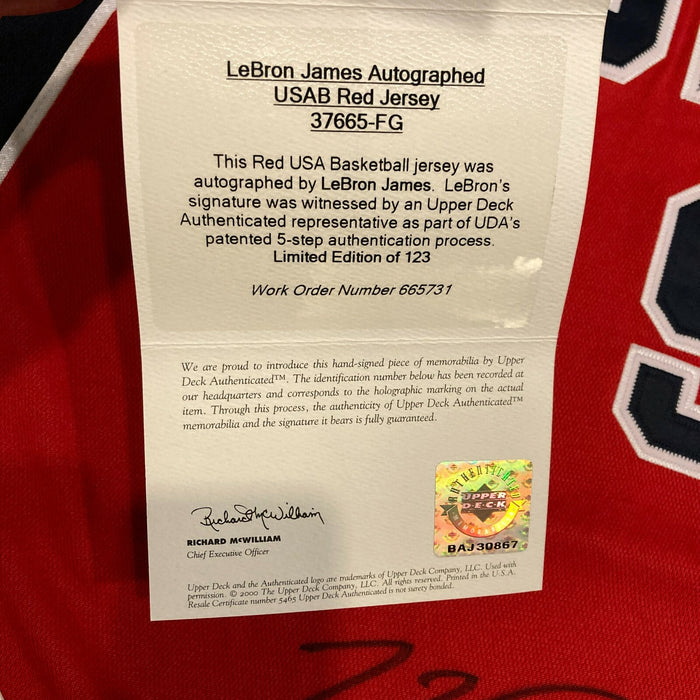 LeBron James Autographed
USAB Red Jersey
37665-FG
This Red USA Basketball jersey was
autographed by LeBron James. LeBron's
signature was witnessed by an Upper Deck
Authenticated representative as part of UDA's
patented 5-step authentication process.
Limited Edition of 123
Work Order Number 665731
We are proud to introduce this hand-signed piece of memorabilia by Upper
Deck Authenticated™. The identification number below has been recorded at
our headquarters and corresponds to the holographic marking on the actual
item. Through this process, the authenticity of Upper Deck Authenticated™
memorabilia and the signature it bears is fully guaranteed.
Richard McWilliam
RICHARD MCWILLIAM
Chief Executive Officer
AUTHENTICATED
UPPER
DECK
BAJ30867
Upper Deck and the Authenticated logo are trademarks of Upper Deck Company, LLC. Used with
permission. © 2000 The Upper Deck Company, LLC. All rights reserved. Printed in the U.S.A.
Resale Certificate number 5465 Upper Deck Authenticated is not surety bonded.